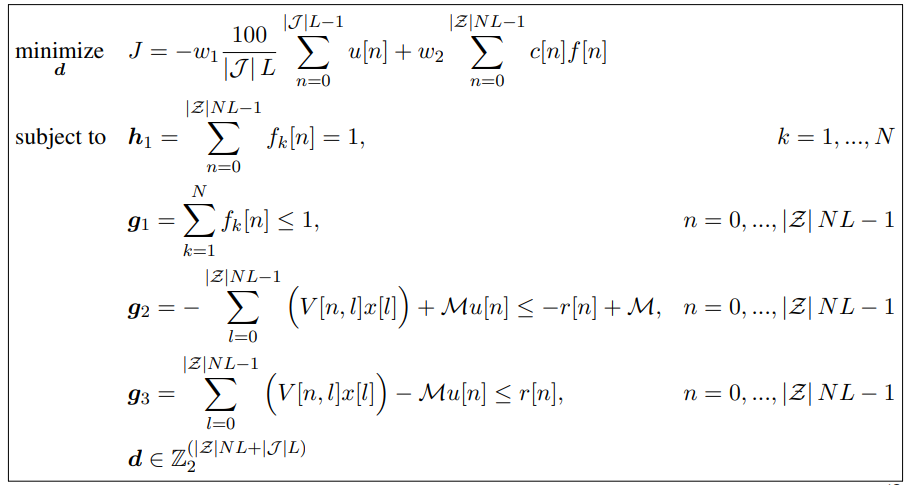 minimize d J = −w₁ 100/(|𝒥| L) ∑_{n=0}^{|𝒥|L−1} u[n] + w₂ ∑_{n=0}^{|𝒵|NL−1} c[n]f[n]
subject to h₁ = ∑_{n=0}^{|𝒵|NL−1} fₖ[n] = 1, k = 1, ..., N
g₁ = ∑_{k=1}^{N} fₖ[n] ≤ 1, n = 0, ..., |𝒵| NL − 1
g₂ = − ∑_{l=0}^{|𝒵|NL−1} (V[n, l]x[l]) + ℳu[n] ≤ −r[n] + ℳ, n = 0, ..., |𝒵| NL − 1
g₃ = ∑_{l=0}^{|𝒵|NL−1} (V[n, l]x[l]) − ℳu[n] ≤ r[n], n = 0, ..., |𝒵| NL − 1
d ∈ ℤ₂^{(|𝒵|NL+|𝒥|L)}